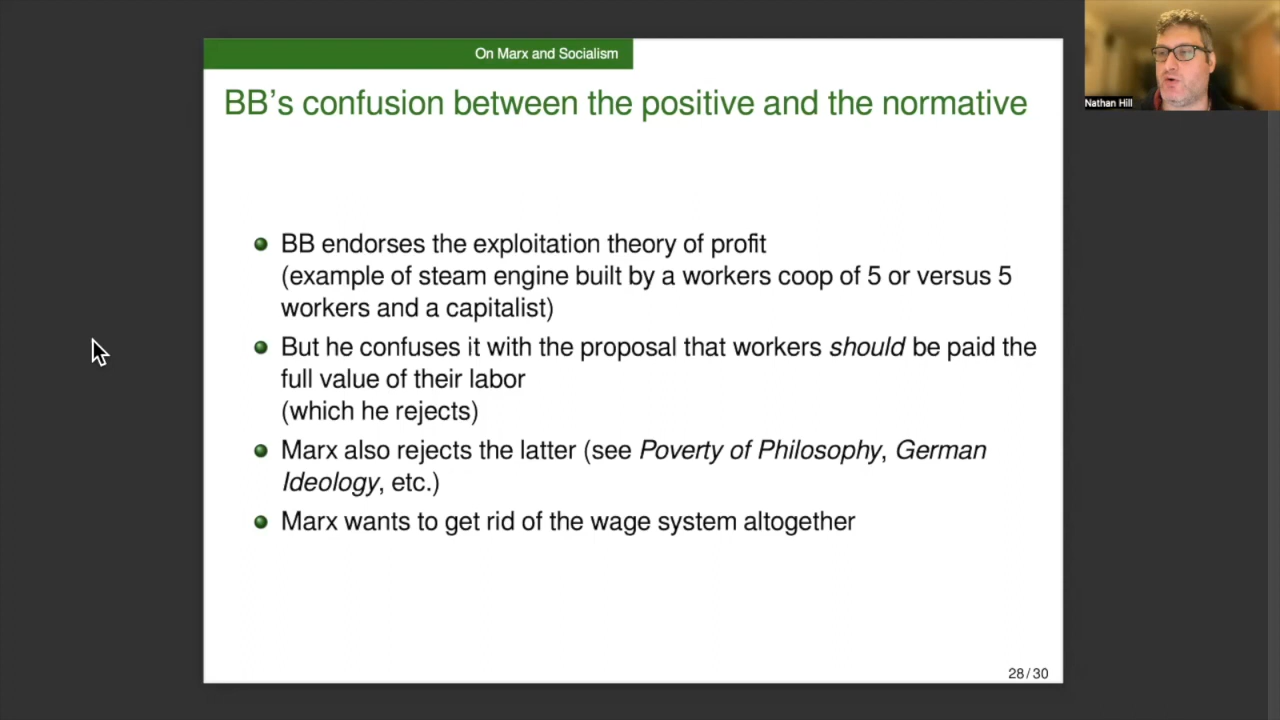 On Marx and Socialism
BB's confusion between the positive and the normative
BB endorses the exploitation theory of profit
(example of steam engine built by a workers coop of 5 or versus 5
workers and a capitalist)
But he confuses it with the proposal that workers should be paid the
full value of their labor
(which he rejects)
Marx also rejects the latter (see Poverty of Philosophy, German
Ideology, etc.)
Marx wants to get rid of the wage system altogether
28/30
Nathan Hill